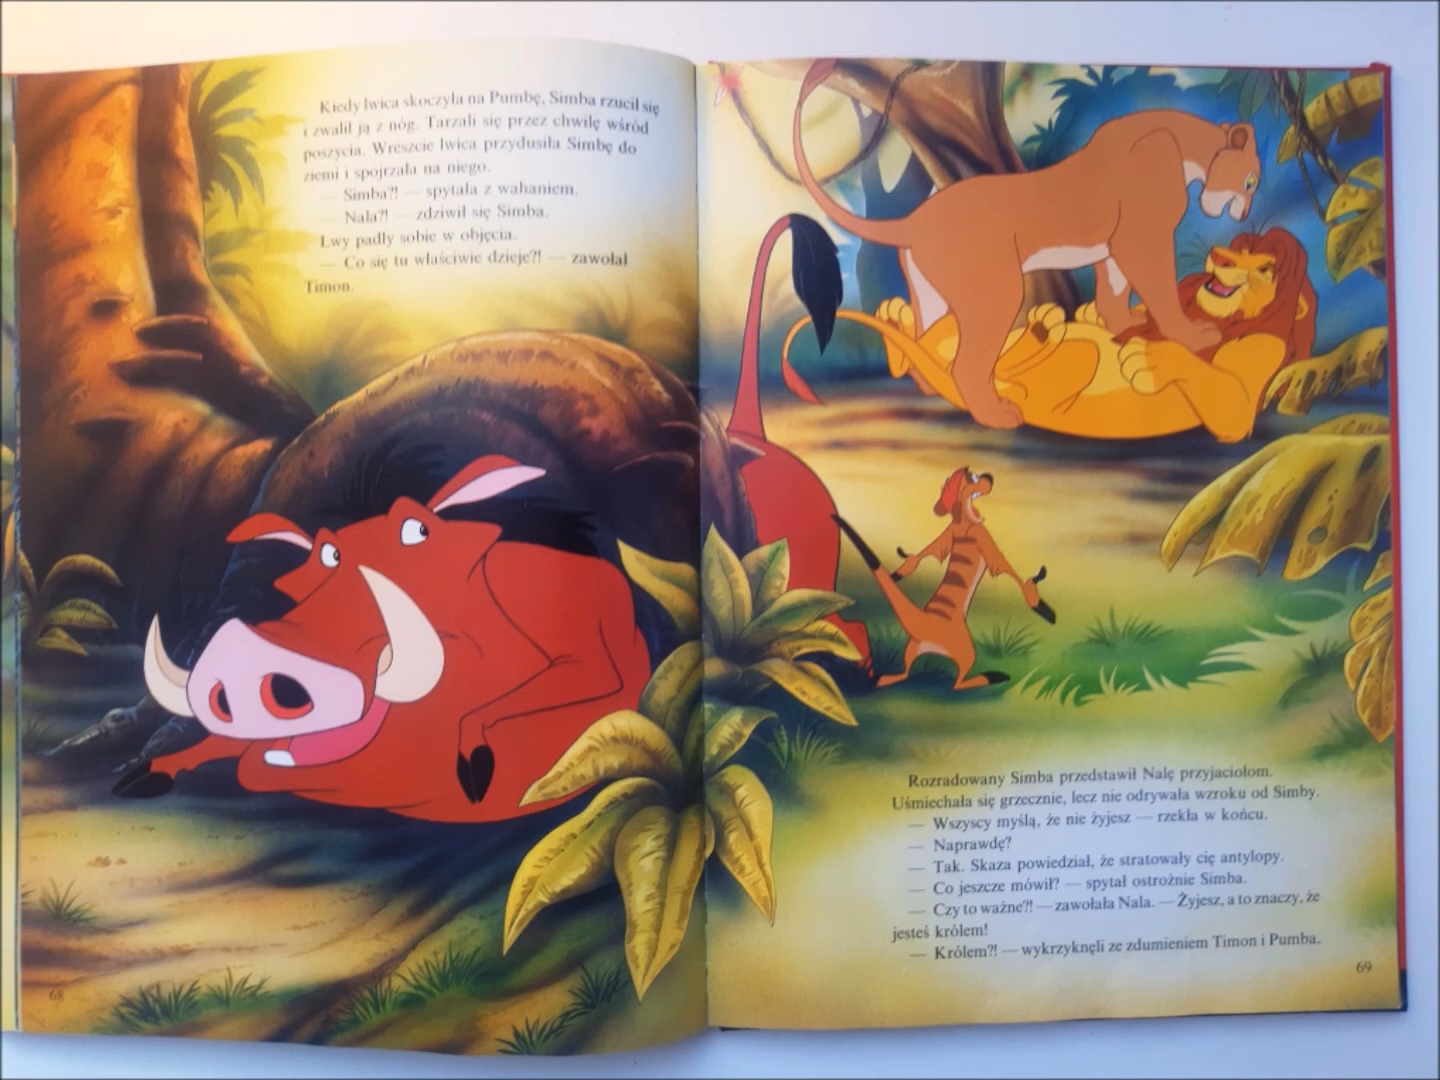 Kiedy lwica skoczyła na Pumbę, Simba rzucił się
i zwalił ją z nóg. Tarzali się przez chwilę wśród
poszycia. Wreszcie lwica przydusiła Simbę do
ziemi i spojrzała na niego.
— Simba?! — spytała z wahaniem.
— Nala?! — zdziwił się Simba.
Lwy padły sobie w objęcia.
— Co się tu właściwie dzieje?! — zawołał
Timon.
68
Rozradowany Simba przedstawił Nalę przyjaciołom.
Uśmiechała się grzecznie, lecz nie odrywała wzroku od Simby.
— Wszyscy myślą, że nie żyjesz — rzekła w końcu.
— Naprawdę?
— Tak. Skaza powiedział, że stratowały cię antylopy.
— Co jeszcze mówił? — spytał ostrożnie Simba.
— Czy to ważne?! — zawołała Nala. — Żyjesz, a to znaczy, że
jesteś królem!
— Królem?! — wykrzyknęli ze zdumieniem Timon i Pumba.
69